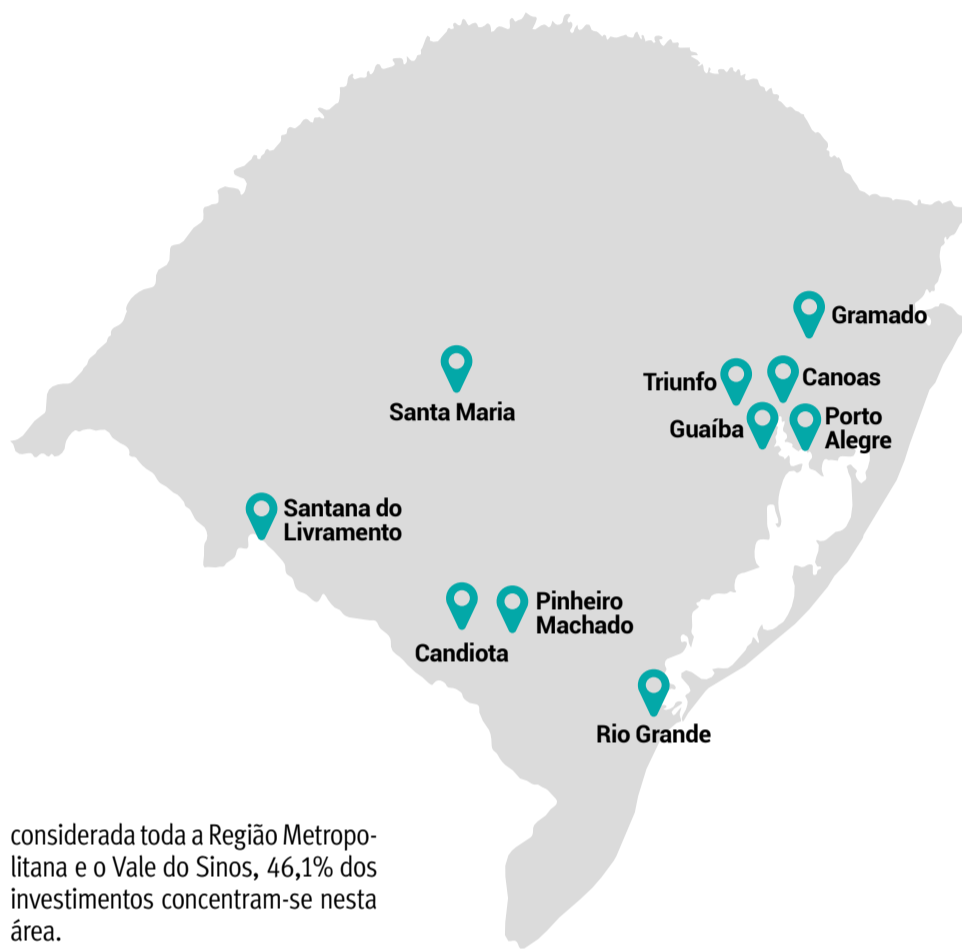 Gramado
Triunfo
Canoas
Guaíba
Porto
Alegre
Santa Maria
Santana do
Livramento
Pinheiro
Machado
Candiota
Rio Grande
considerada toda a Região Metropo-
litana e o Vale do Sinos, 46,1% dos
investimentos concentram-se nesta
área.